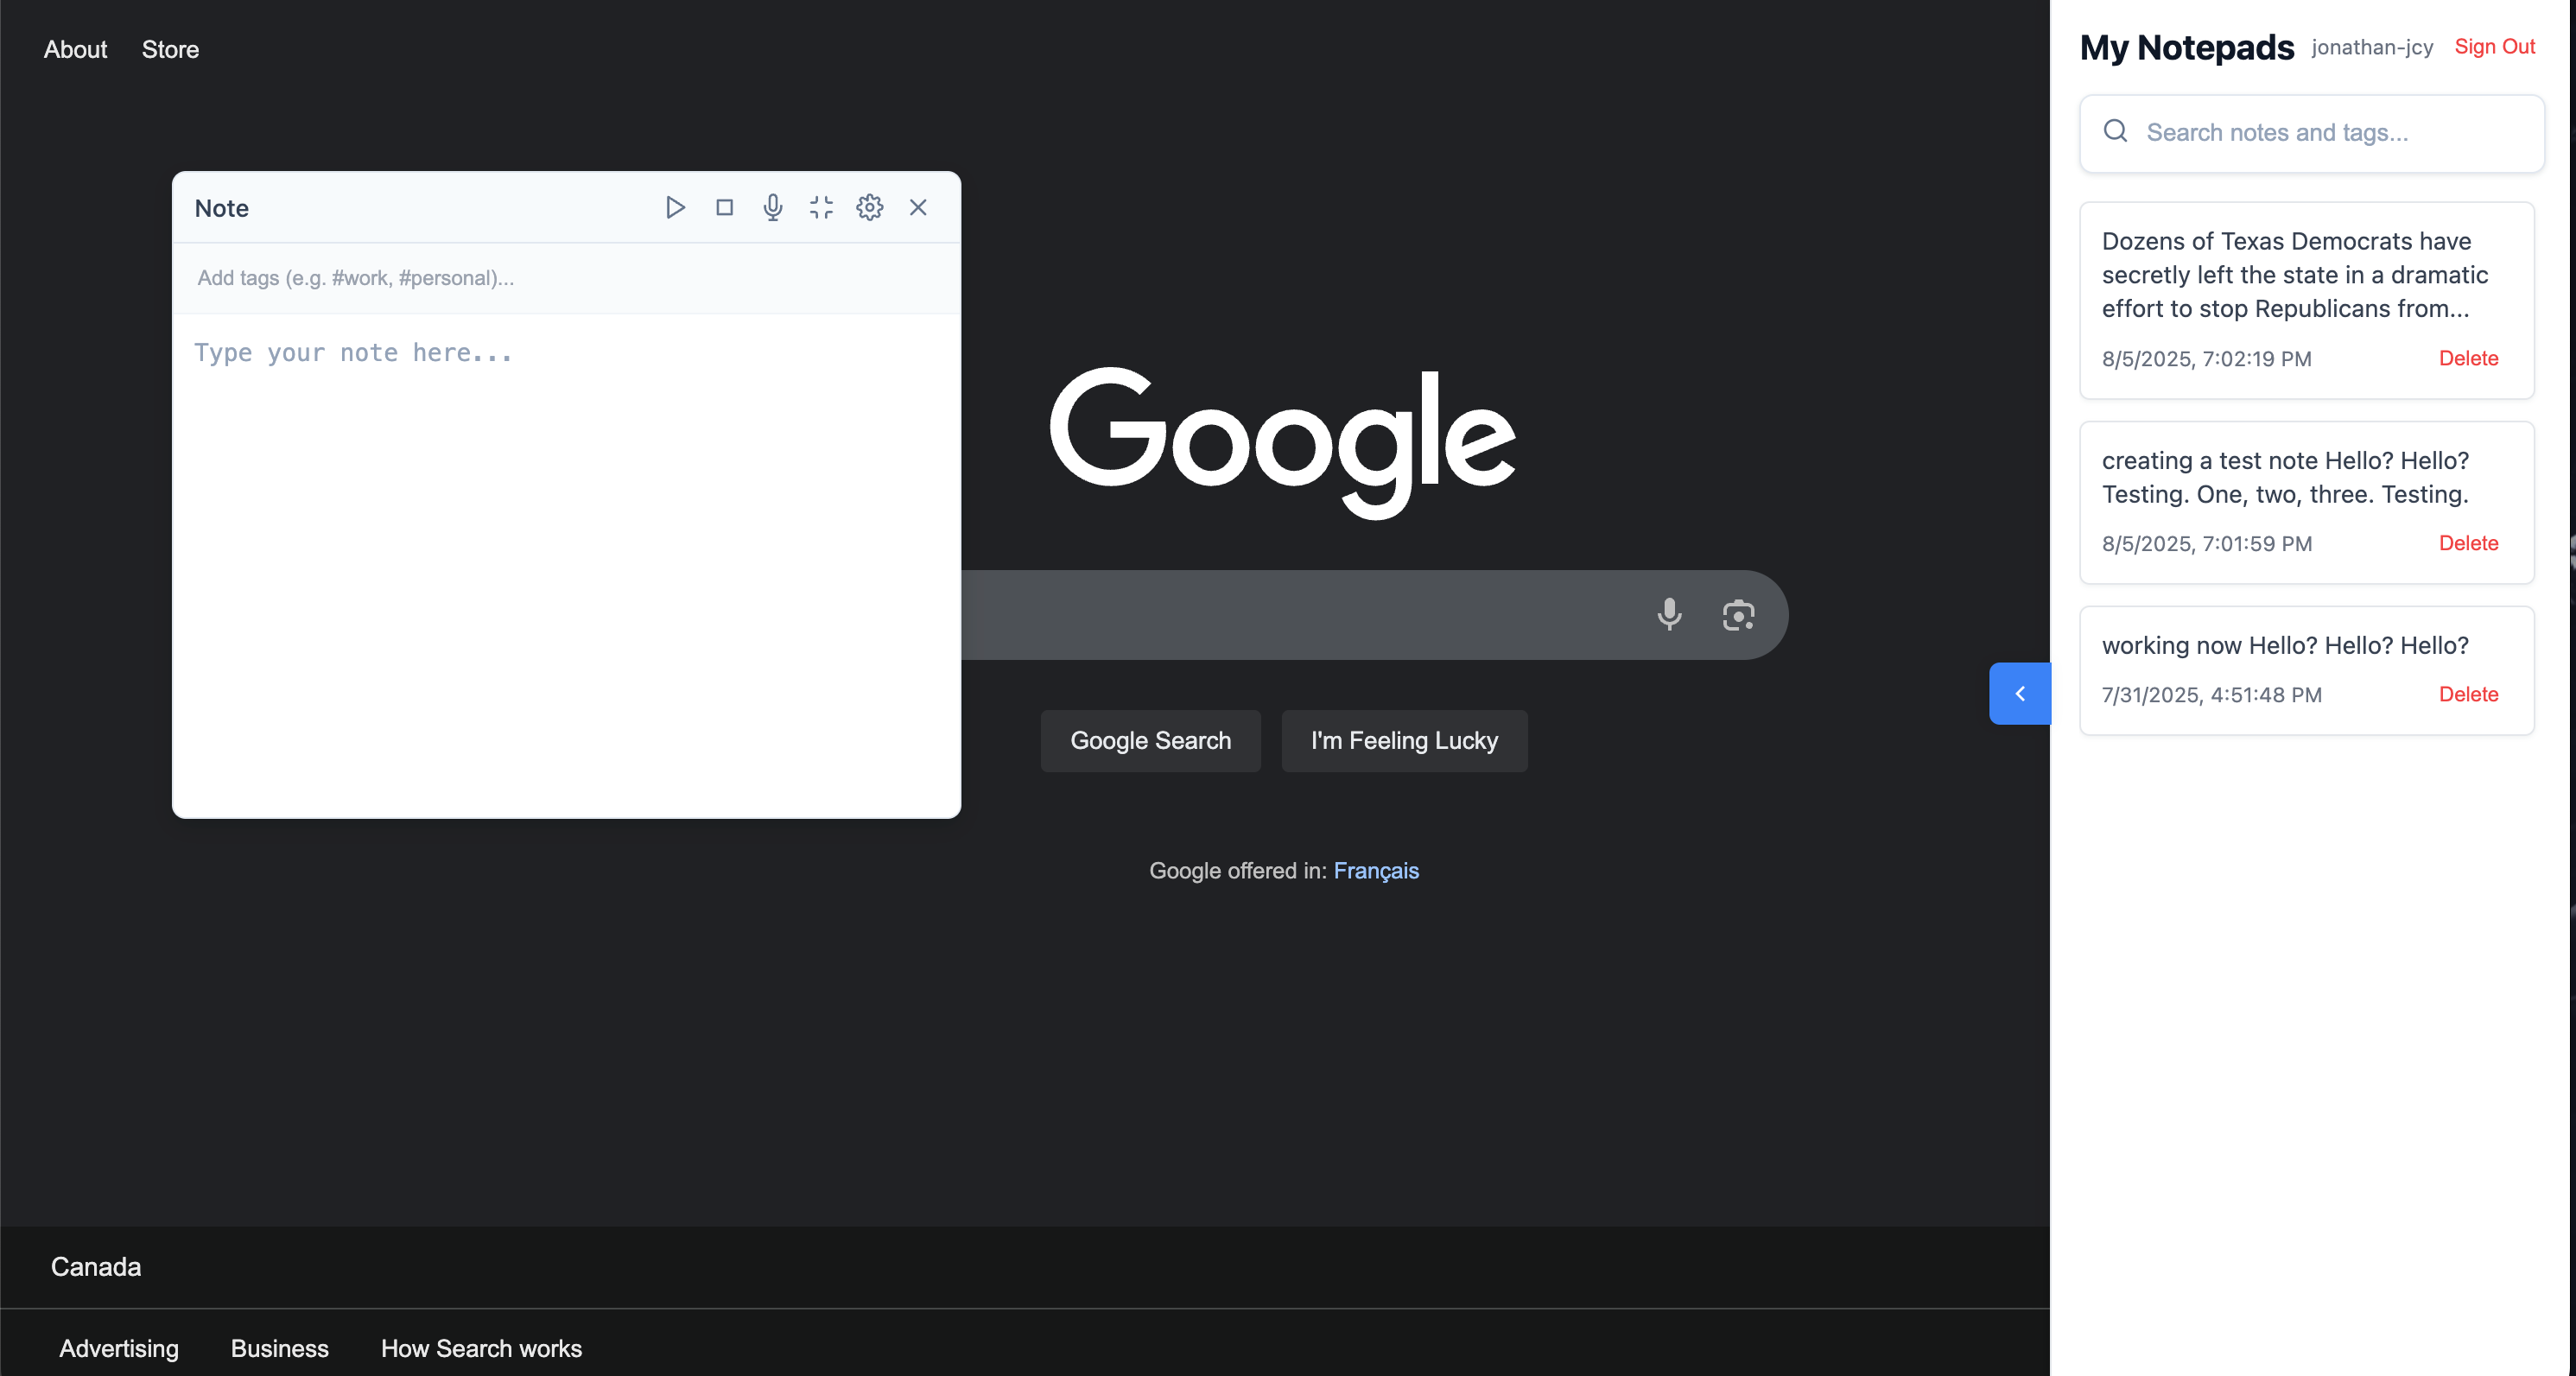 About Store
Note
Add tags (e.g. #work, #personal)...
Type your note here...
Google
Google Search I'm Feeling Lucky
Google offered in: Français
Canada
Advertising Business How Search works
My Notepads jonathan-jcy Sign Out
Search notes and tags...
Dozens of Texas Democrats have
secretly left the state in a dramatic
effort to stop Republicans from...
8/5/2025, 7:02:19 PM Delete
creating a test note Hello? Hello?
Testing. One, two, three. Testing.
8/5/2025, 7:01:59 PM Delete
working now Hello? Hello? Hello?
7/31/2025, 4:51:48 PM Delete